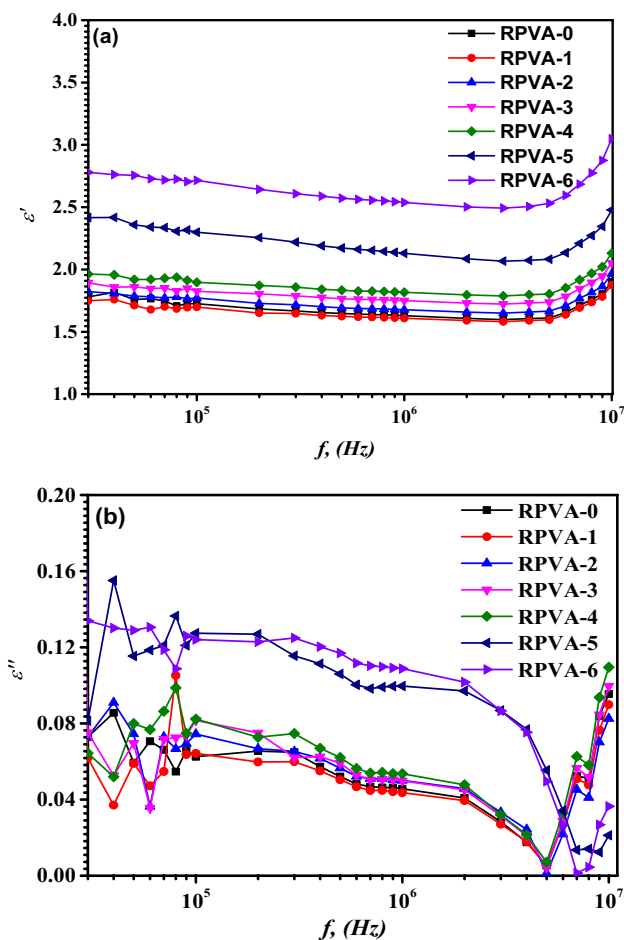 (a)
4.0
3.5
3.0
2.5
2.0
1.5
1.0
ε'
RPVA-0
RPVA-1
RPVA-2
RPVA-3
RPVA-4
RPVA-5
RPVA-6
10⁵ 10⁶ 10⁷
f, (Hz)
(b)
0.20
0.16
0.12
0.08
0.04
0.00
ε''
RPVA-0
RPVA-1
RPVA-2
RPVA-3
RPVA-4
RPVA-5
RPVA-6
10⁵ 10⁶ 10⁷
f, (Hz)